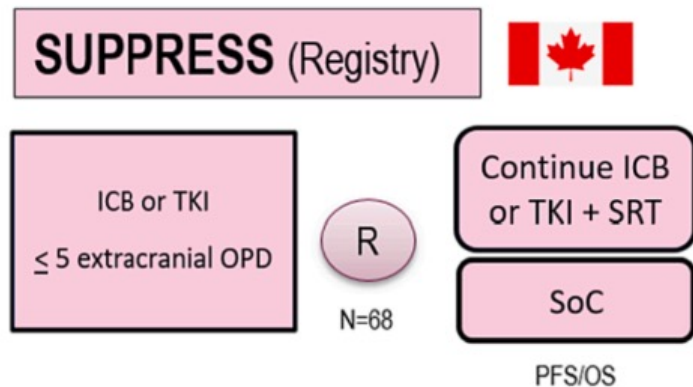 SUPPRESS (Registry)
ICB or TKI
≤ 5 extracranial OPD
R
N=68
Continue ICB
or TKI + SRT
SoC
PFS/OS